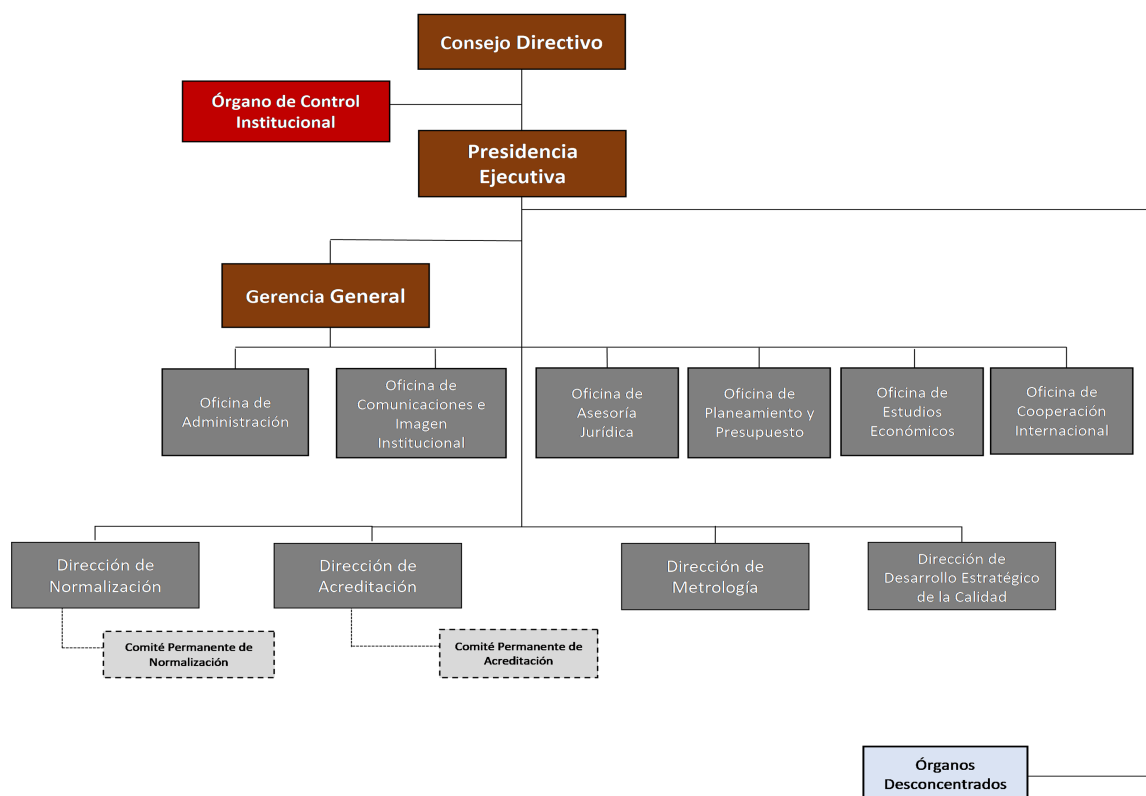 Consejo Directivo
Órgano de Control
Institucional
Presidencia
Ejecutiva
Gerencia General
Oficina de
Administración
Oficina de
Comunicaciones e
Imagen
Institucional
Oficina de
Asesoría
Jurídica
Oficina de
Planeamiento y
Presupuesto
Oficina de
Estudios
Económicos
Oficina de
Cooperación
Internacional
Dirección de
Normalización
Dirección de
Acreditación
Dirección de
Metrología
Dirección de
Desarrollo Estratégico
de la Calidad
Comité Permanente de
Normalización
Comité Permanente de
Acreditación
Órganos
Desconcentrados